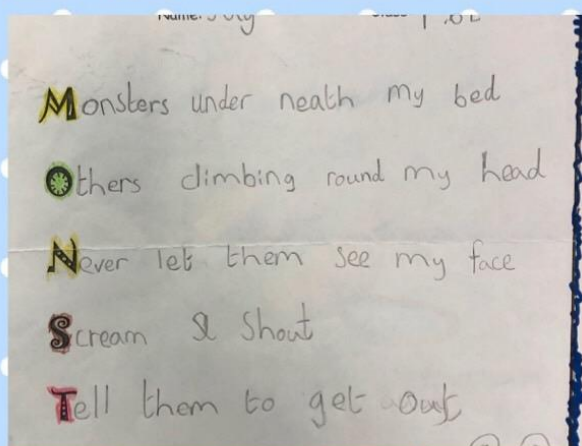 Name:
Monsters under neath my bed
Others climbing round my head
Never let them see my face
Scream & Shout
Tell them to get out